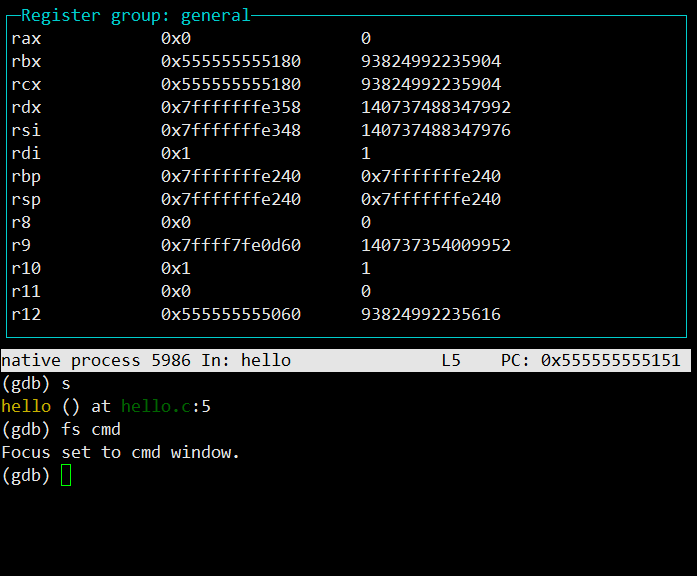 Register group: general
rax 0x0 0
rbx 0x555555555180 93824992235904
rcx 0x555555555180 93824992235904
rdx 0x7fffffffe358 140737488347992
rsi 0x7fffffffe348 140737488347976
rdi 0x1 1
rbp 0x7fffffffe240 0x7fffffffe240
rsp 0x7fffffffe240 0x7fffffffe240
r8 0x0 0
r9 0x7ffff7fe0d60 140737354009952
r10 0x1 1
r11 0x0 0
r12 0x555555555060 93824992235616
native process 5986 In: hello L5 PC: 0x555555555151
(gdb) s
hello () at hello.c:5
(gdb) fs cmd
Focus set to cmd window.
(gdb)